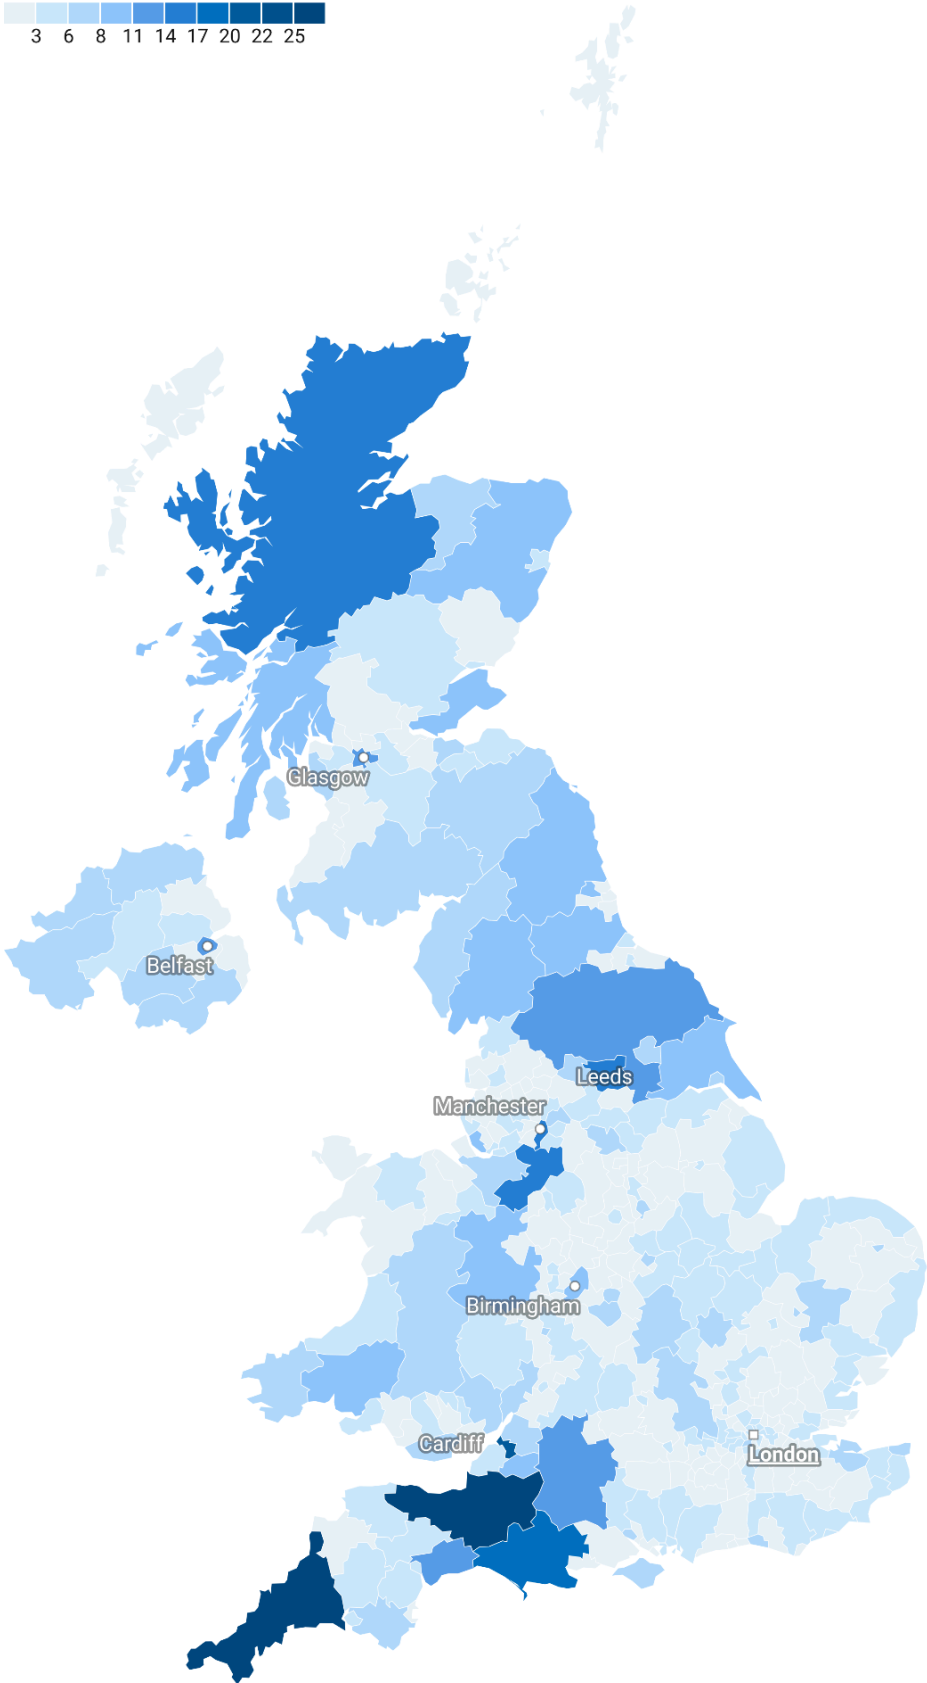 3 6 8 11 14 17 20 22 25
Glasgow
Belfast
Leeds
Manchester
Birmingham
Cardiff
London